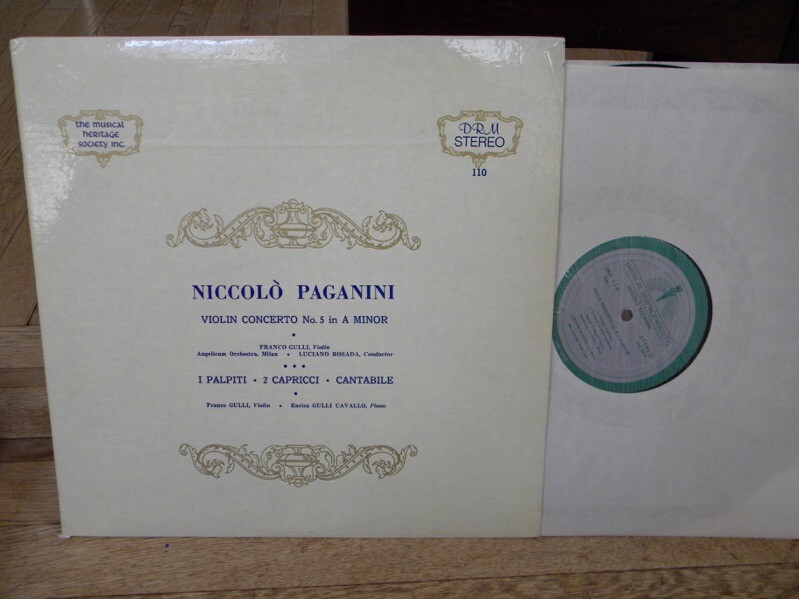 the musical
heritage
society inc.
DRM
STEREO
110
NICCOLÒ PAGANINI
VIOLIN CONCERTO No. 5 in A MINOR
•
FRANCO GULLI, Violin
Angelicum Orchestra, Milan • LUCIANO ROSADA, Conductor
• • •
I PALPITI • 2 CAPRICCI • CANTABILE
•
Franco GULLI, Violin • Enrica GULLI CAVALLO, Piano